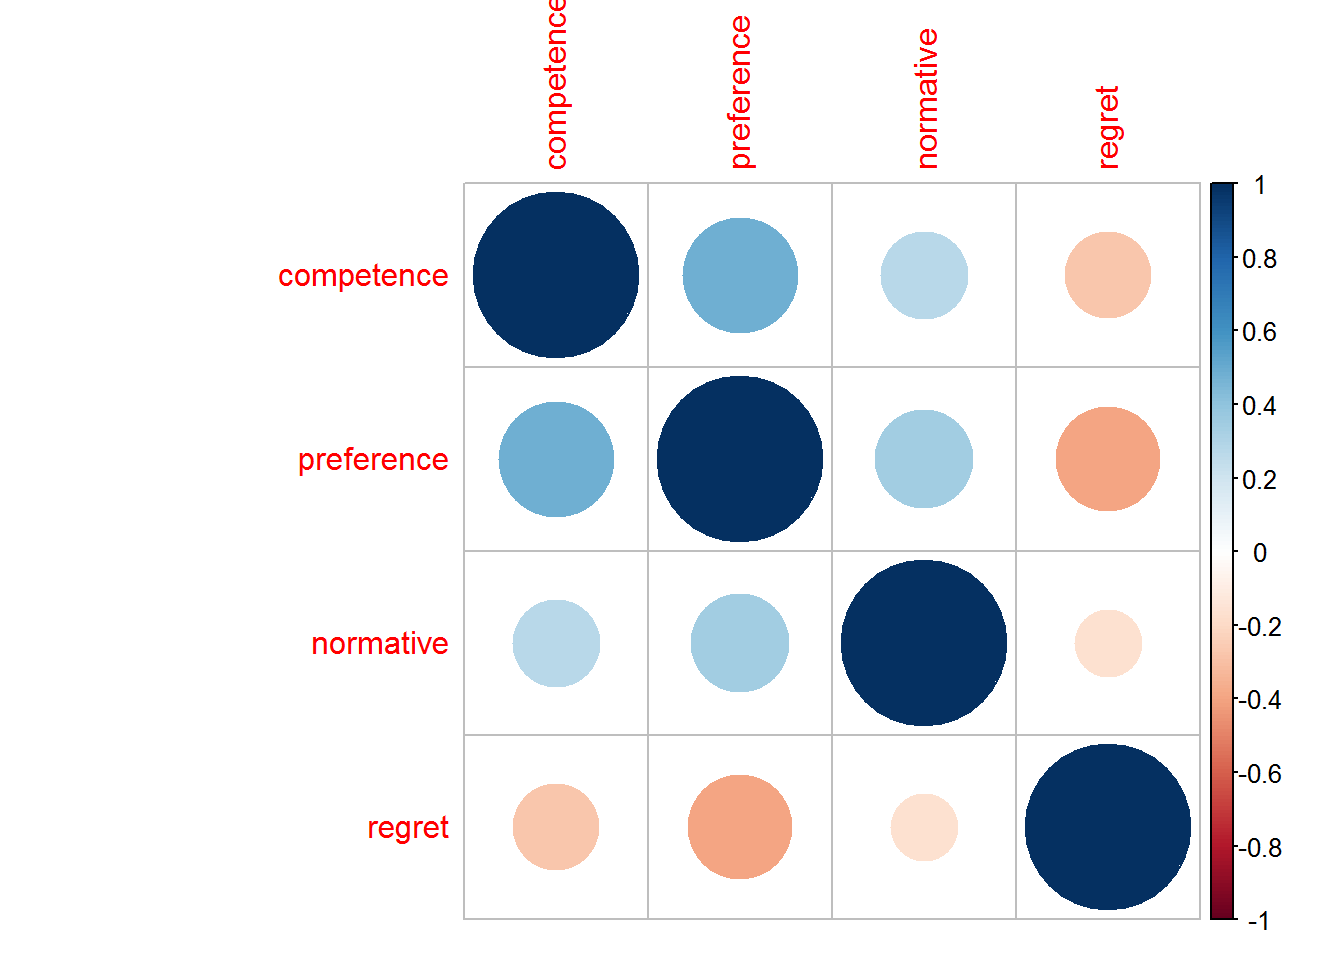 competence
preference
normative
regret
competence
preference
normative
regret
1
0.8
0.6
0.4
0.2
0
-0.2
-0.4
-0.6
-0.8
-1